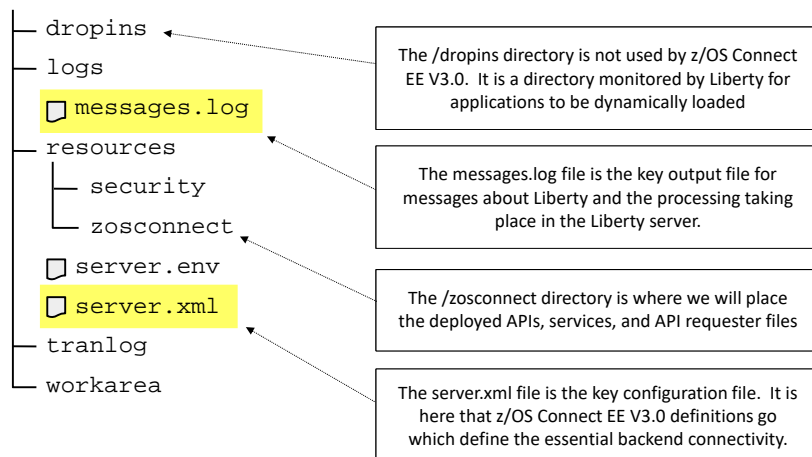 dropins
logs
messages.log
resources
security
zosconnect
server.env
server.xml
tranlog
workarea
The /dropins directory is not used by z/OS Connect
EE V3.0.  It is a directory monitored by Liberty for
applications to be dynamically loaded
The messages.log file is the key output file for
messages about Liberty and the processing taking
place in the Liberty server.
The /zosconnect directory is where we will place
the deployed APIs, services, and API requester files
The server.xml file is the key configuration file.  It is
here that z/OS Connect EE V3.0 definitions go
which define the essential backend connectivity.